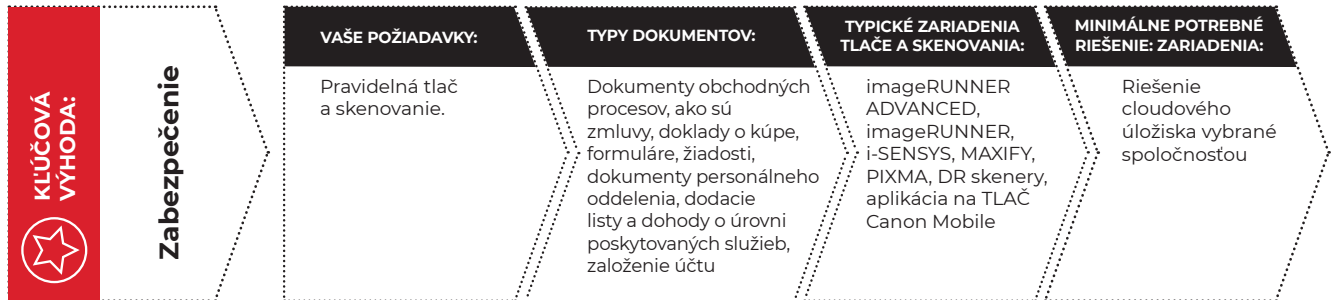 KĽÚČOVÁ
VÝHODA:
Zabezpečenie
VAŠE POŽIADAVKY:
Pravidelná tlač
a skenovanie.
TYPY DOKUMENTOV:
Dokumenty obchodných
procesov, ako sú
zmluvy, doklady o kúpe,
formuláre, žiadosti,
dokumenty personálneho
oddelenia, dodacie
listy a dohody o úrovni
poskytovaných služieb,
založenie účtu
TYPICKÉ ZARIADENIA
TLAČE A SKENOVANIA:
imageRUNNER
ADVANCED,
imageRUNNER,
i-SENSYS, MAXIFY,
PIXMA, DR skenery,
aplikácia na TLAČ
Canon Mobile
MINIMÁLNE POTREBNÉ
RIEŠENIE: ZARIADENIA:
Riešenie
cloudového
úložiska vybrané
spoločnosťou